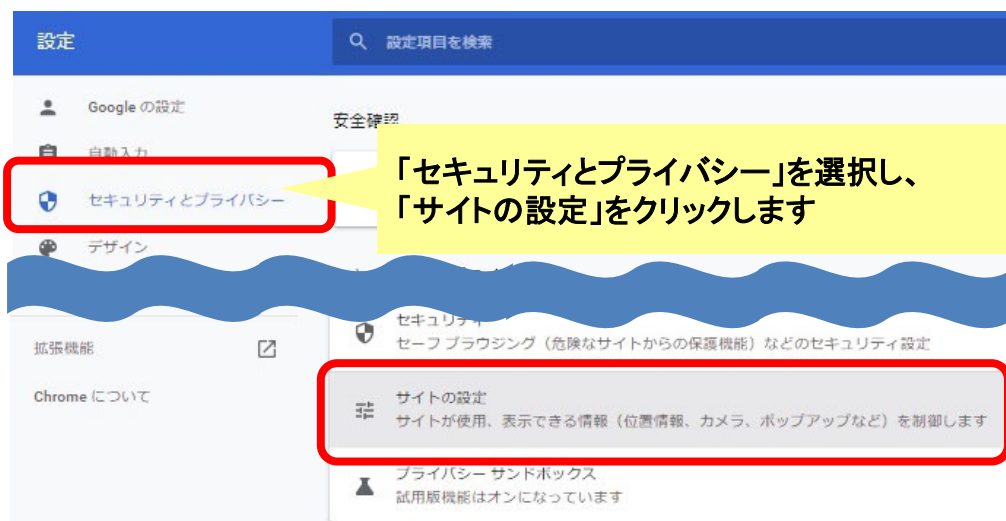 設定
設定項目を検索
Google の設定
自動入力
セキュリティとプライバシー
デザイン
拡張機能
Chrome について
安全確認
「セキュリティとプライバシー」を選択し、
「サイトの設定」をクリックします
セキュリティ
セーフ ブラウジング（危険なサイトからの保護機能）などのセキュリティ設定
サイトの設定
サイトが使用、表示できる情報（位置情報、カメラ、ポップアップなど）を制御します
プライバシー サンドボックス
試用版機能はオンになっています